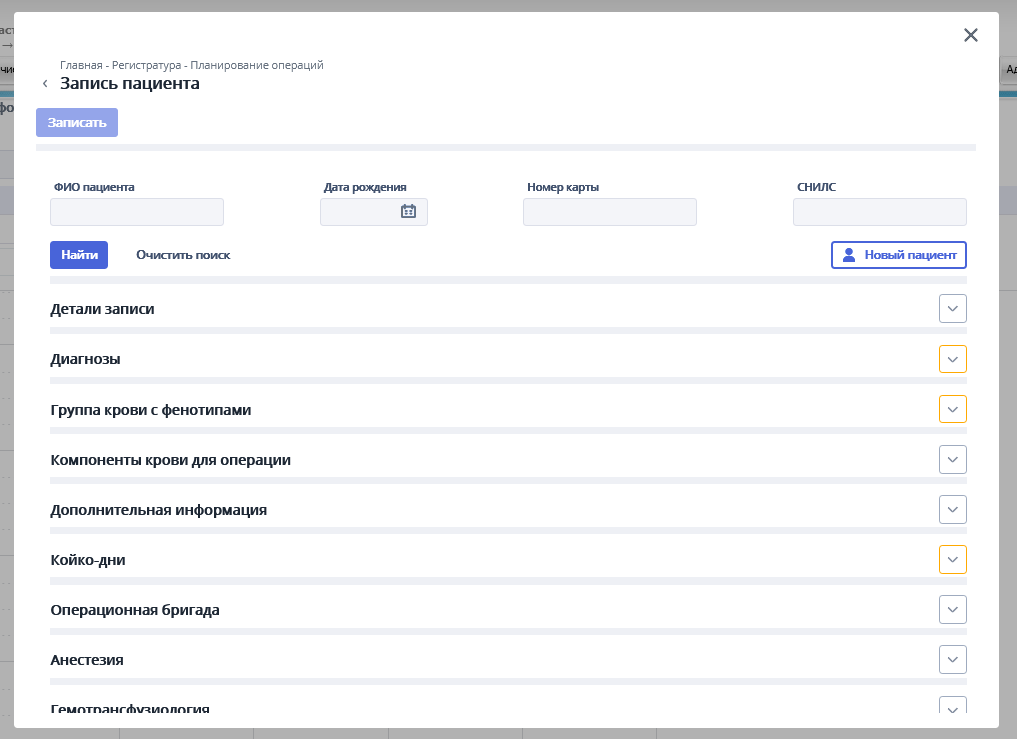 Главная - Регистратура - Планирование операций
Запись пациента
Записать
ФИО пациента
Дата рождения
Номер карты
СНИЛС
Найти
Очистить поиск
Новый пациент
Детали записи
Диагнозы
Группа крови с фенотипами
Компоненты крови для операции
Дополнительная информация
Койко-дни
Операционная бригада
Анестезия
Гемотрансфузиология